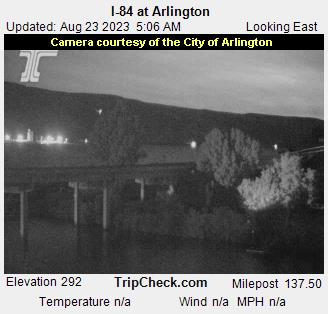 I-84 at Arlington
Updated: Aug 23 2023 5:06 AM Looking East
Camera courtesy of the City of Arlington
Elevation 292 TripCheck.com Milepost 137.50
Temperature n/a Wind n/a MPH n/a